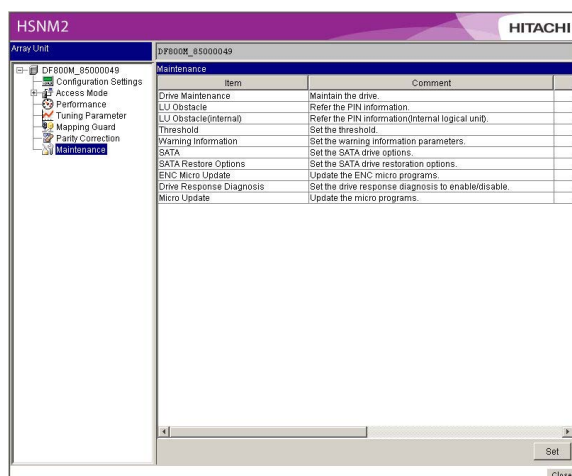 HSNM2
HITACHI
Array Unit
DF800M_85000049
DF800M_85000049
Configuration Settings
Access Mode
Performance
Tuning Parameter
Mapping Guard
Parity Correction
Maintenance
Maintenance
Item Comment
Drive Maintenance Maintain the drive.
LU Obstacle Refer the PIN information.
LU Obstacle(internal) Refer the PIN information(Internal logical unit).
Threshold Set the threshold.
Warning Information Set the warning information parameters.
SATA Set the SATA drive options.
SATA Restore Options Set the SATA drive restoration options.
ENC Micro Update Update the ENC micro programs.
Drive Response Diagnosis Set the drive response diagnosis to enable/disable.
Micro Update Update the micro programs.
Set
Close